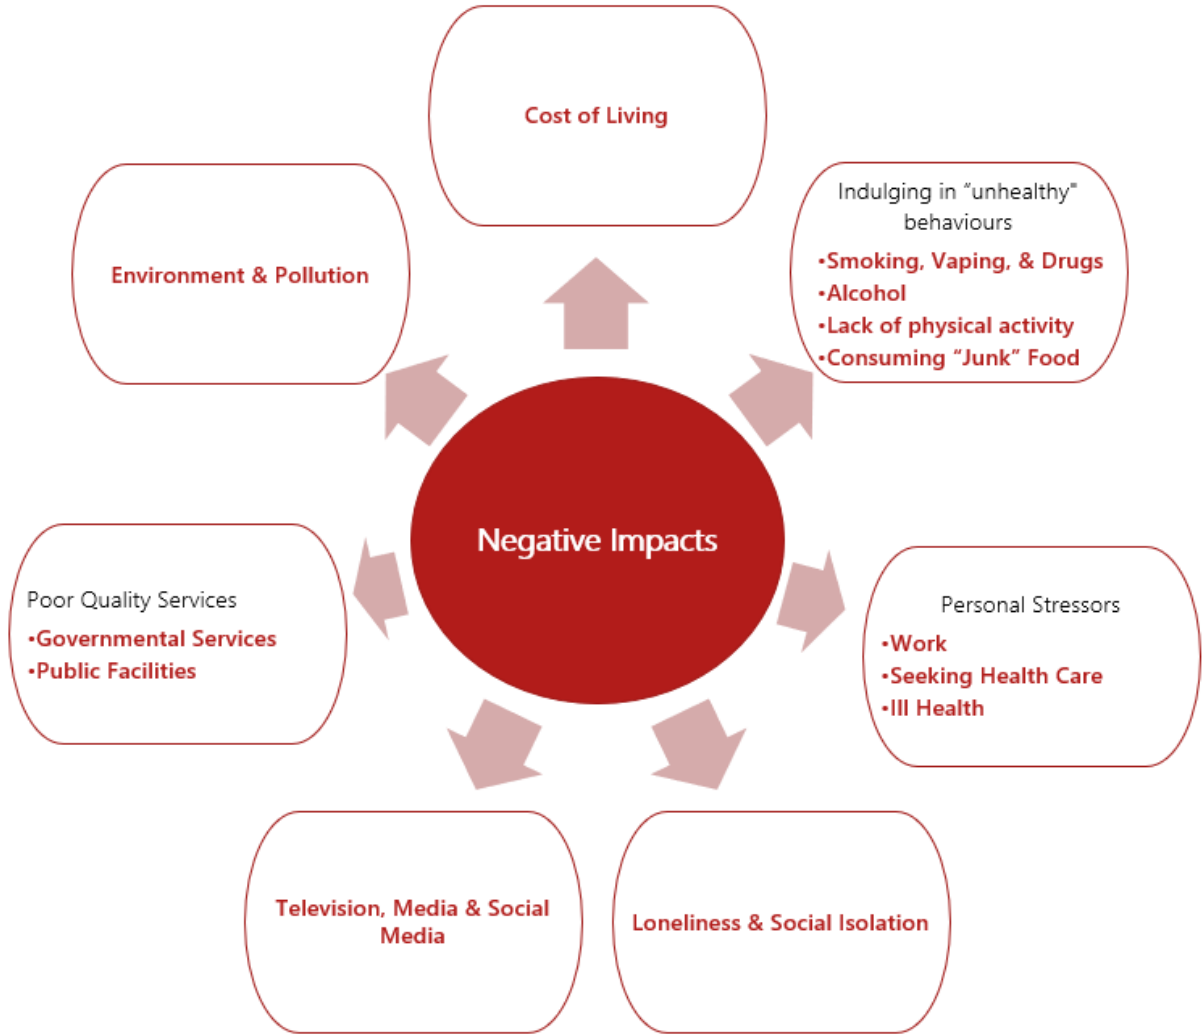 Cost of Living
Indulging in “unhealthy"
behaviours
•Smoking, Vaping, & Drugs
•Alcohol
•Lack of physical activity
•Consuming “Junk” Food
Environment & Pollution
Negative Impacts
Poor Quality Services
•Governmental Services
•Public Facilities
Personal Stressors
•Work
•Seeking Health Care
•Ill Health
Television, Media & Social
Media
Loneliness & Social Isolation